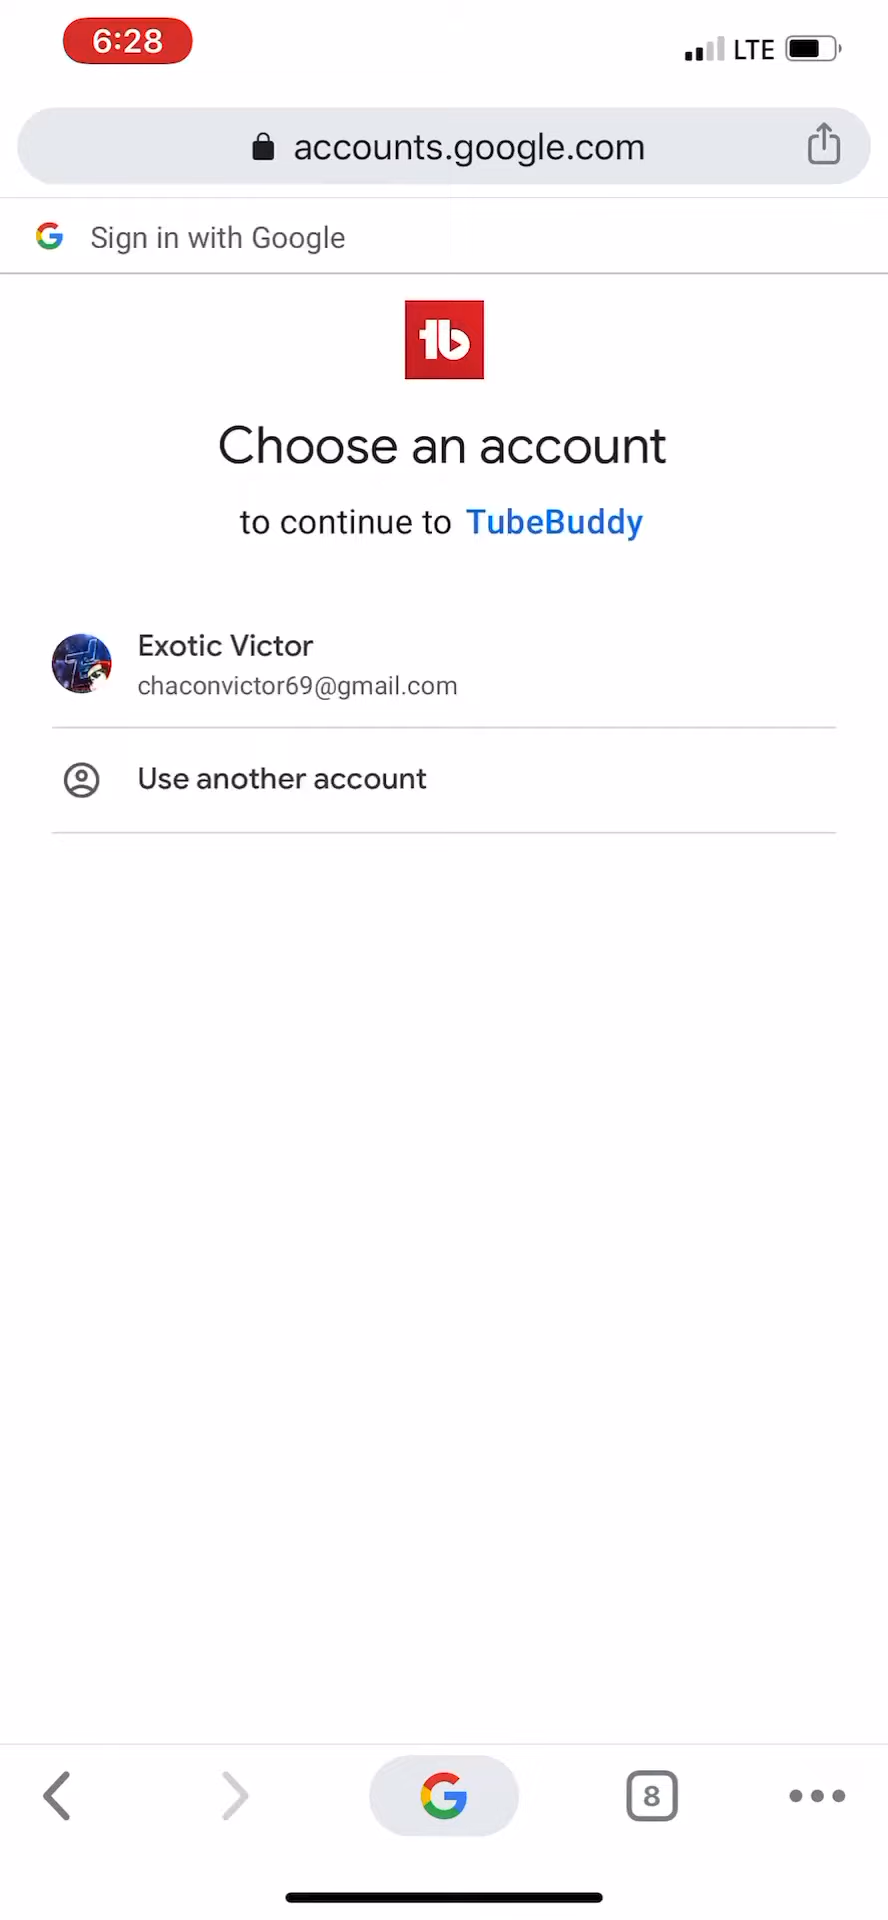 6:28
LTE
accounts.google.com
Sign in with Google
tb
Choose an account
to continue to TubeBuddy
Exotic Victor
chaconvictor69@gmail.com
Use another account
8